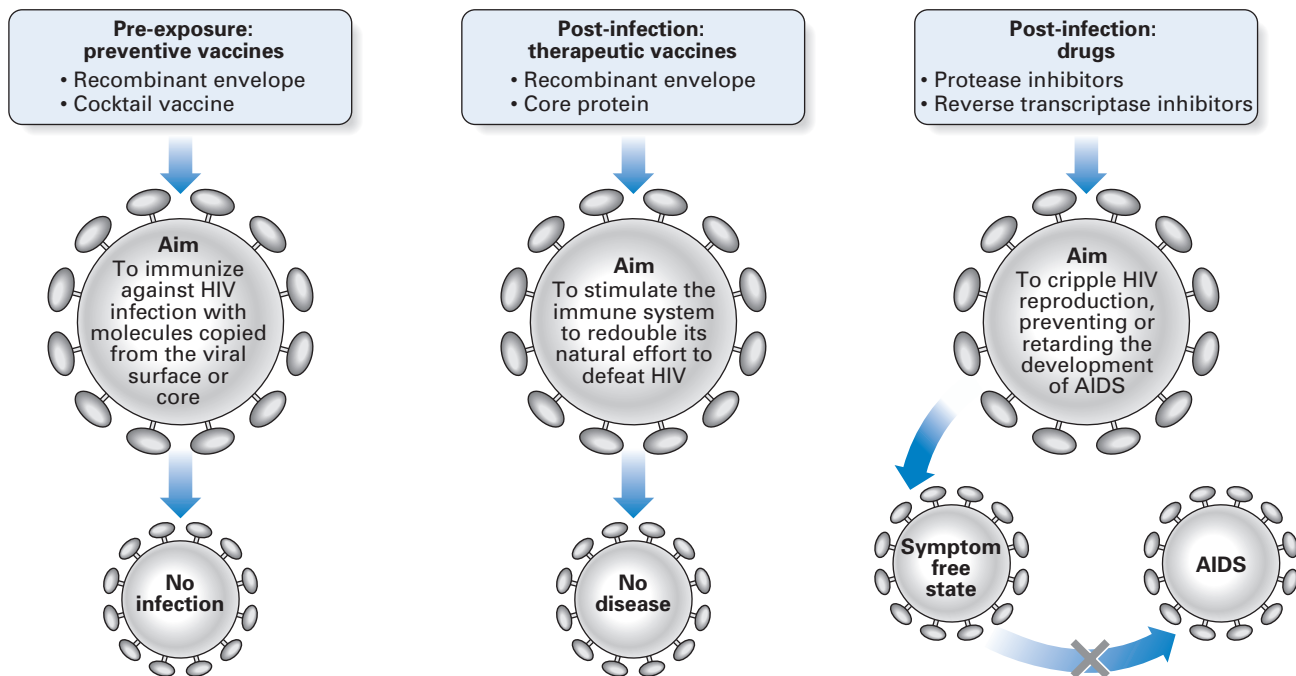 Pre-exposure:
preventive vaccines
• Recombinant envelope
• Cocktail vaccine
Aim
To immunize
against HIV
infection with
molecules copied
from the viral
surface or
core
No
infection
Post-infection:
therapeutic vaccines
• Recombinant envelope
• Core protein
Aim
To stimulate the
immune system
to redouble its
natural effort to
defeat HIV
No
disease
Post-infection:
drugs
• Protease inhibitors
• Reverse transcriptase inhibitors
Aim
To cripple HIV
reproduction,
preventing or
retarding the
development
of AIDS
Symptom
free
state
AIDS